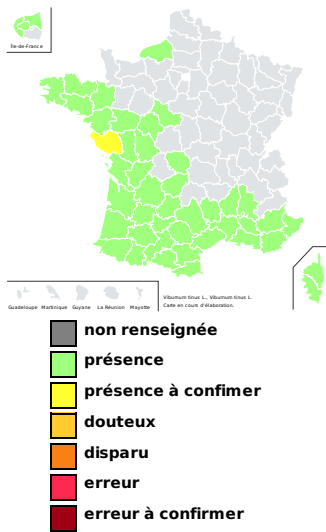 Île-de-France
Guadeloupe Martinique Guyane La Réunion Mayotte
Viburnum tinus L., Viburnum tinus L.
Carte en cours d'élaboration.
non renseignée
présence
présence à confimer
douteux
disparu
erreur
erreur à confirmer